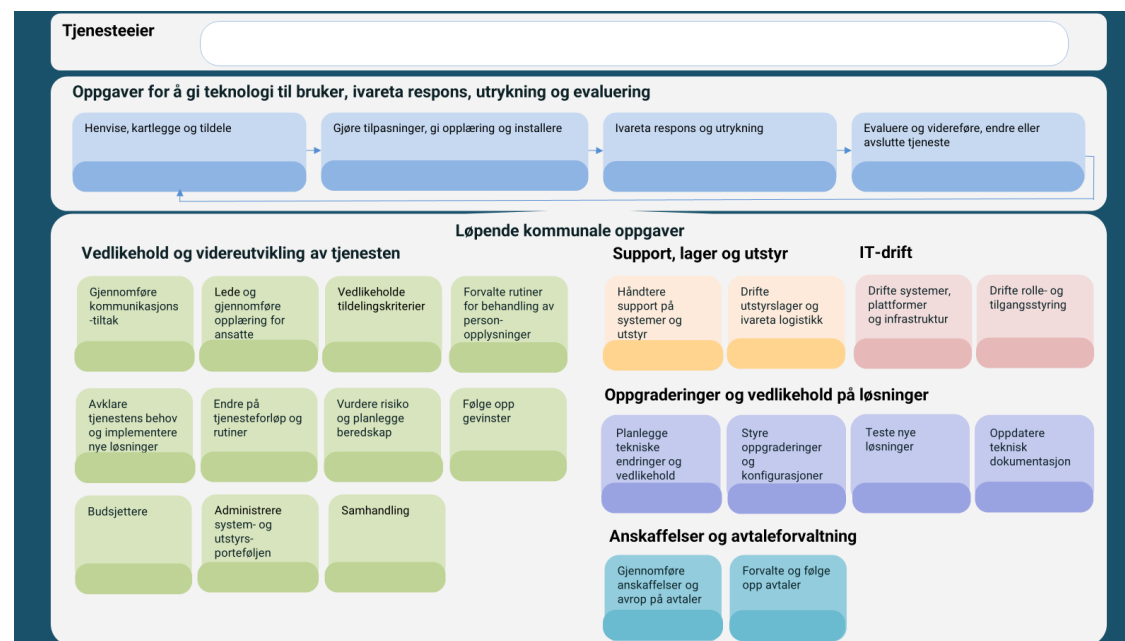 Tjenesteeier
Oppgaver for å gi teknologi til bruker, ivareta respons, utrykning og evaluering
Henvise, kartlegge og tildele
Gjøre tilpasninger, gi opplæring og installere
Ivareta respons og utrykning
Evaluere og videreføre, endre eller
avslutte tjeneste
Løpende kommunale oppgaver
Vedlikehold og videreutvikling av tjenesten
Gjennomføre
kommunikasjons
-tiltak
Lede og
gjennomføre
opplæring for
ansatte
Vedlikeholde
tildelingskriterier
Forvalte rutiner
for behandling av
person-
opplysninger
Avklare
tjenestens behov
og implementere
nye løsninger
Endre på
tjenesteforløp og
rutiner
Vurdere risiko
og planlegge
beredskap
Følge opp
gevinster
Budsjettere
Administrere
system- og
utstyrs-
porteføljen
Samhandling
Support, lager og utstyr
Håndtere
support på
systemer og
utstyr
Drifte
utstyrslager og
ivareta logistikk
IT-drift
Drifte systemer,
plattformer
og infrastruktur
Drifte rolle- og
tilgangsstyring
Oppgraderinger og vedlikehold på løsninger
Planlegge
tekniske
endringer og
vedlikehold
Styre
oppgraderinger
og
konfigurasjoner
Teste nye
løsninger
Oppdatere
teknisk
dokumentasjon
Anskaffelser og avtaleforvaltning
Gjennomføre
anskaffelser og
avrop på avtaler
Forvalte og følge
opp avtaler